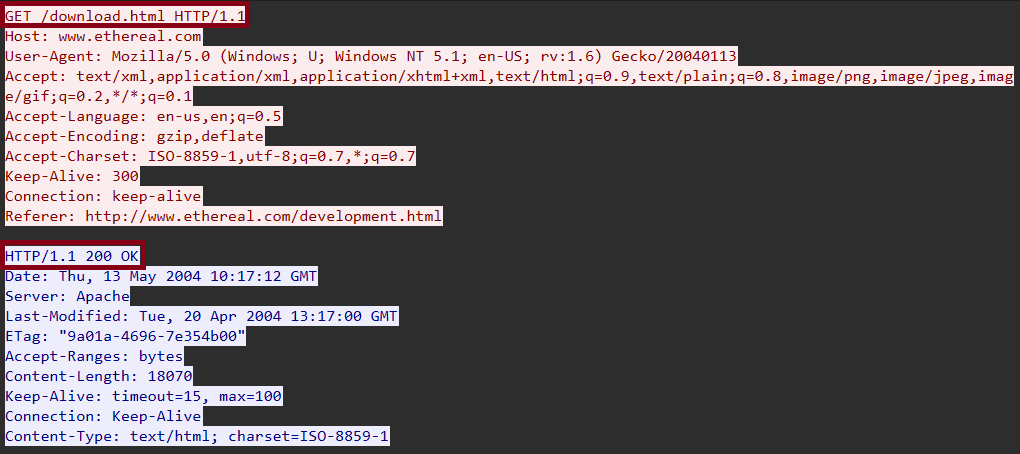 GET /download.html HTTP/1.1
Host: www.ethereal.com
User-Agent: Mozilla/5.0 (Windows; U; Windows NT 5.1; en-US; rv:1.6) Gecko/20040113
Accept: text/xml,application/xml,application/xhtml+xml,text/html;q=0.9,text/plain;q=0.8,image/png,image/jpeg,imag
e/gif;q=0.2,*/*;q=0.1
Accept-Language: en-us,en;q=0.5
Accept-Encoding: gzip,deflate
Accept-Charset: ISO-8859-1,utf-8;q=0.7,*;q=0.7
Keep-Alive: 300
Connection: keep-alive
Referer: http://www.ethereal.com/development.html
HTTP/1.1 200 OK
Date: Thu, 13 May 2004 10:17:12 GMT
Server: Apache
Last-Modified: Tue, 20 Apr 2004 13:17:00 GMT
ETag: "9a01a-4696-7e354b00"
Accept-Ranges: bytes
Content-Length: 18070
Keep-Alive: timeout=15, max=100
Connection: Keep-Alive
Content-Type: text/html; charset=ISO-8859-1